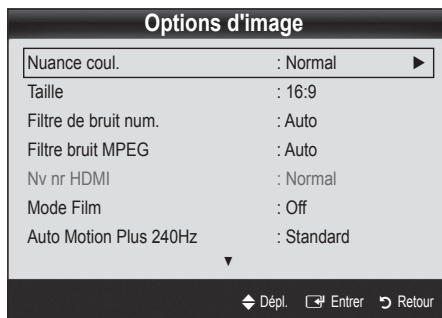 Options d'image
Nuance coul. : Normal ►
Taille : 16:9
Filtre de bruit num. : Auto
Filtre bruit MPEG : Auto
Nv nr HDMI : Normal
Mode Film : Off
Auto Motion Plus 240Hz : Standard
▼
Dépl. Entrer Retour